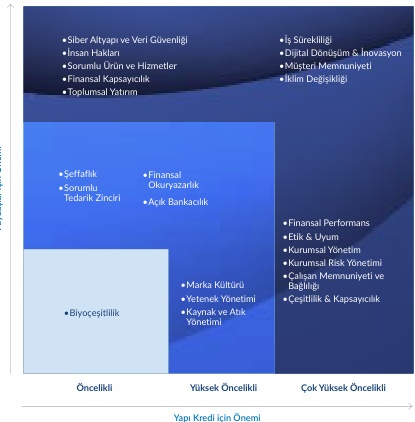 •Siber Altyapı ve Veri Güvenliği
•İnsan Hakları
•Sorumlu Ürün ve Hizmetler
•Finansal Kapsayıcılık
•Toplumsal Yatırım
•İş Sürekliliği
•Dijital Dönüşüm & İnovasyon
•Müşteri Memnuniyeti
•İklim Değişikliği
•Şeffaflık
•Sorumlu
Tedarik Zinciri
•Finansal
Okuryazarlık
•Açık Bankacılık
•Finansal Performans
•Etik & Uyum
•Kurumsal Yönetim
•Kurumsal Risk Yönetimi
•Çalışan Memnuniyeti ve
Bağlılığı
•Çeşitlilik & Kapsayıcılık
•Marka Kültürü
•Yetenek Yönetimi
•Kaynak ve Atık
Yönetimi
•Biyoçeşitlilik
Öncelikli
Yüksek Öncelikli
Çok Yüksek Öncelikli
Yapı Kredi için Önemi